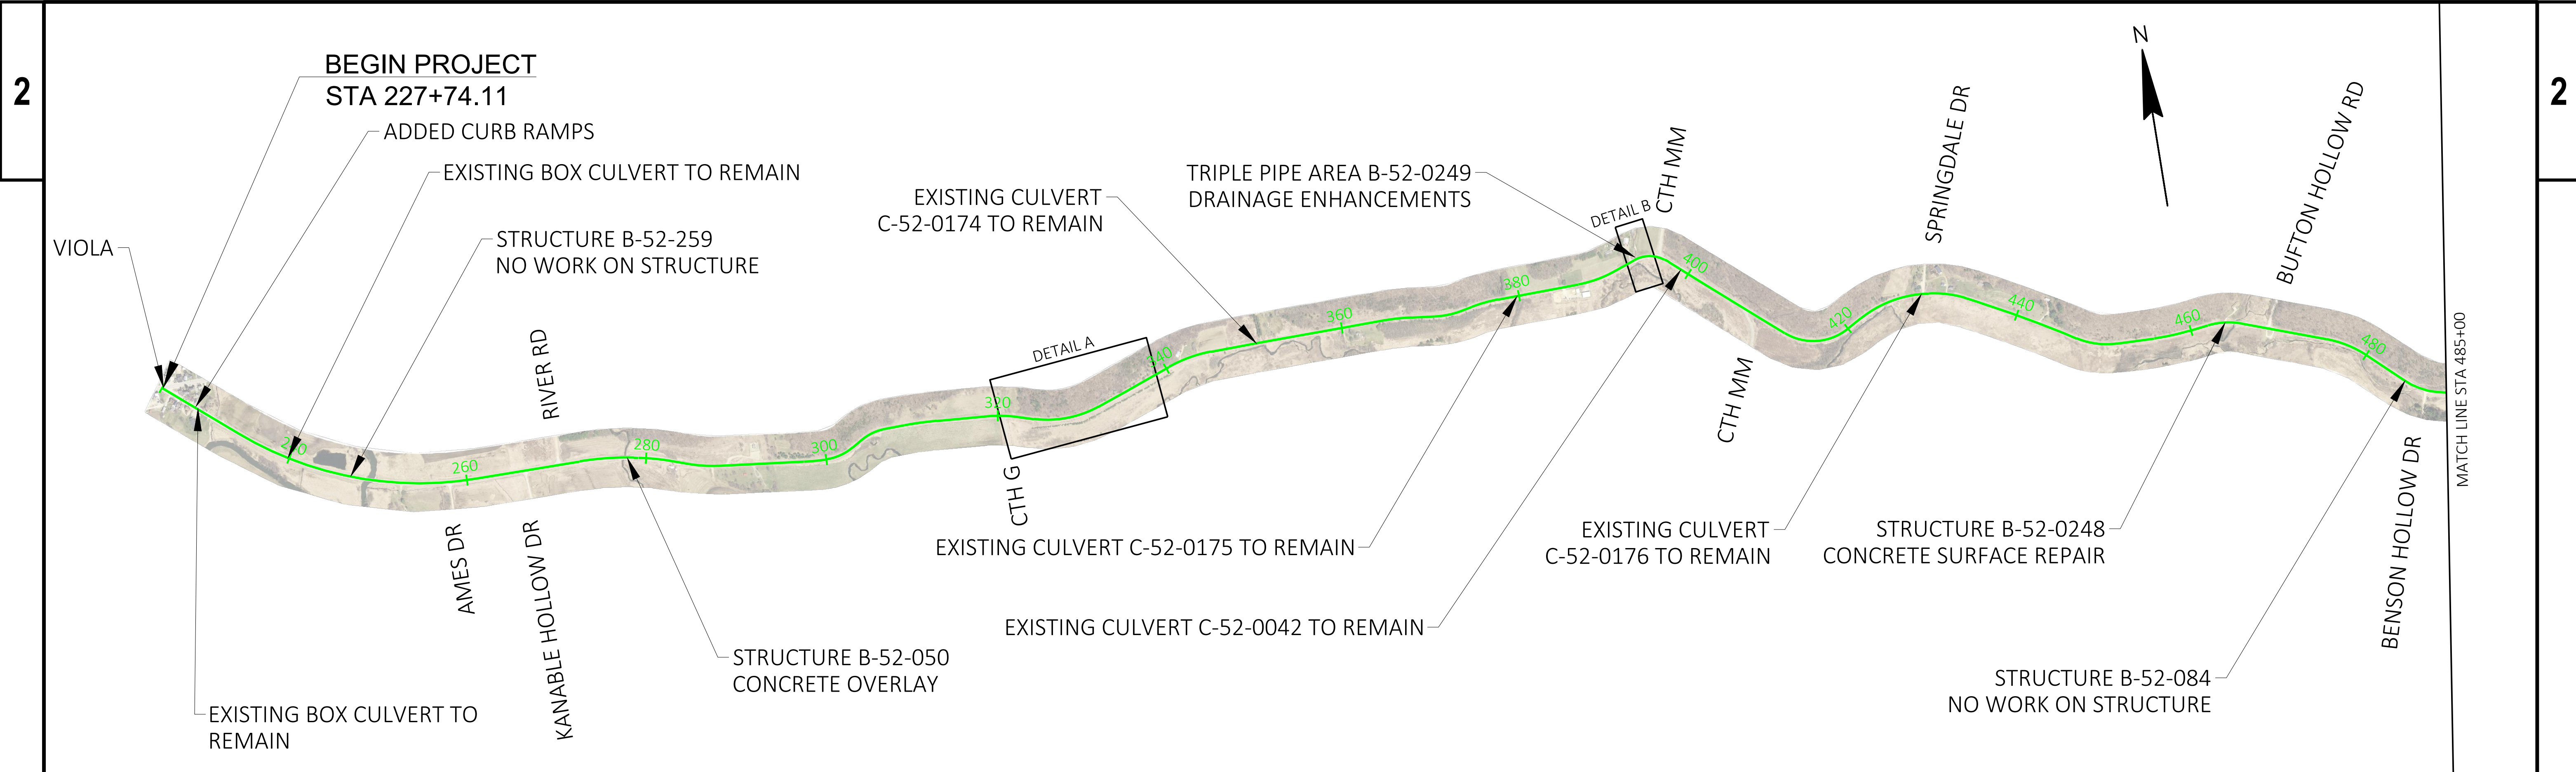 2
BEGIN PROJECT
STA 227+74.11
ADDED CURB RAMPS
EXISTING BOX CULVERT TO REMAIN
STRUCTURE B-52-259
NO WORK ON STRUCTURE
VIOLA
RIVER RD
AMES DR
KANABLE HOLLOW DR
EXISTING BOX CULVERT TO
REMAIN
STRUCTURE B-52-050
CONCRETE OVERLAY
EXISTING CULVERT
C-52-0174 TO REMAIN
DETAIL A
CTH G
TRIPLE PIPE AREA B-52-0249
DRAINAGE ENHANCEMENTS
DETAIL B
CTH MM
EXISTING CULVERT C-52-0175 TO REMAIN
EXISTING CULVERT C-52-0042 TO REMAIN
CTH MM
SPRINGDALE DR
EXISTING CULVERT
C-52-0176 TO REMAIN
STRUCTURE B-52-0248
CONCRETE SURFACE REPAIR
N
BUFTON HOLLOW RD
BENSON HOLLOW DR
STRUCTURE B-52-084
NO WORK ON STRUCTURE
MATCH LINE STA 485+00
240
260
280
300
320
340
360
380
400
420
440
460
480
2